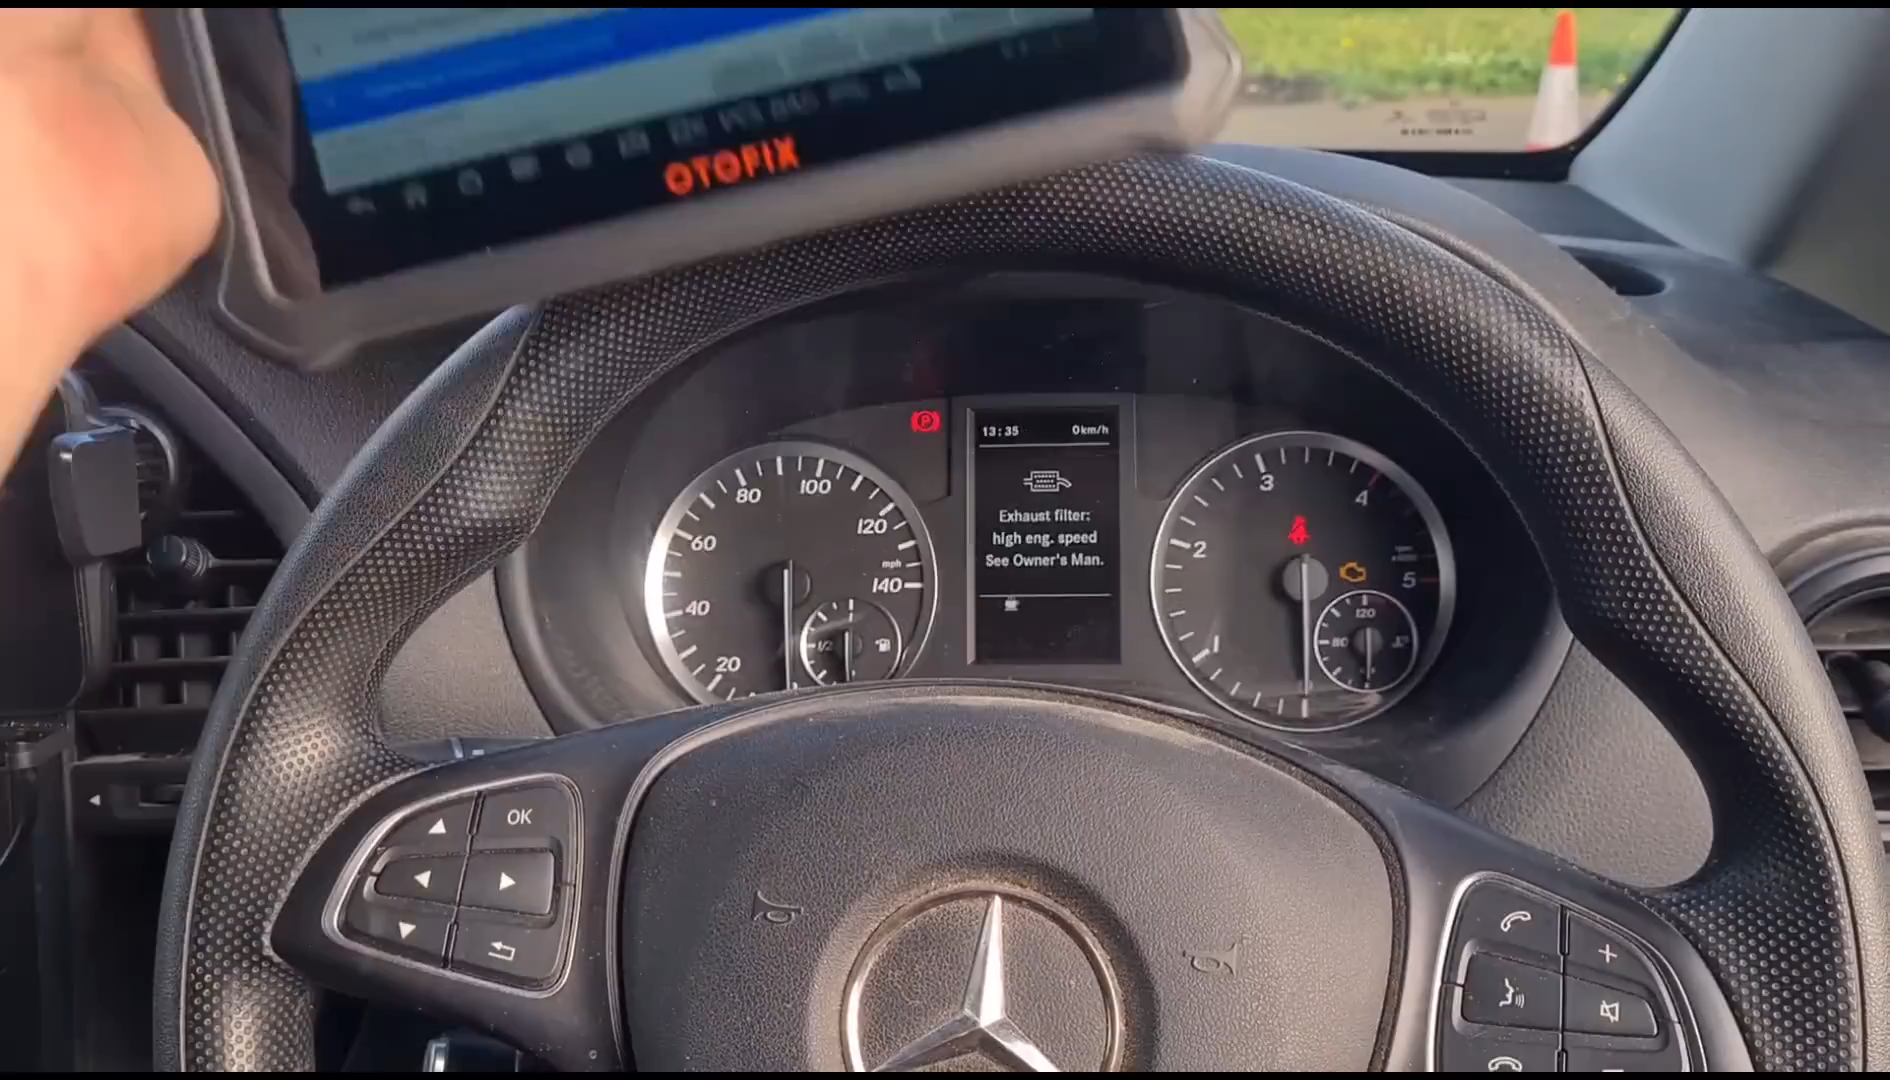 OTOFIX
13:35 0km/h
Exhaust filter:
high eng. speed
See Owner's Man.
100
80
120
60
mph
140
40
1/2
20
3
4
2
5
120
80
1
OK